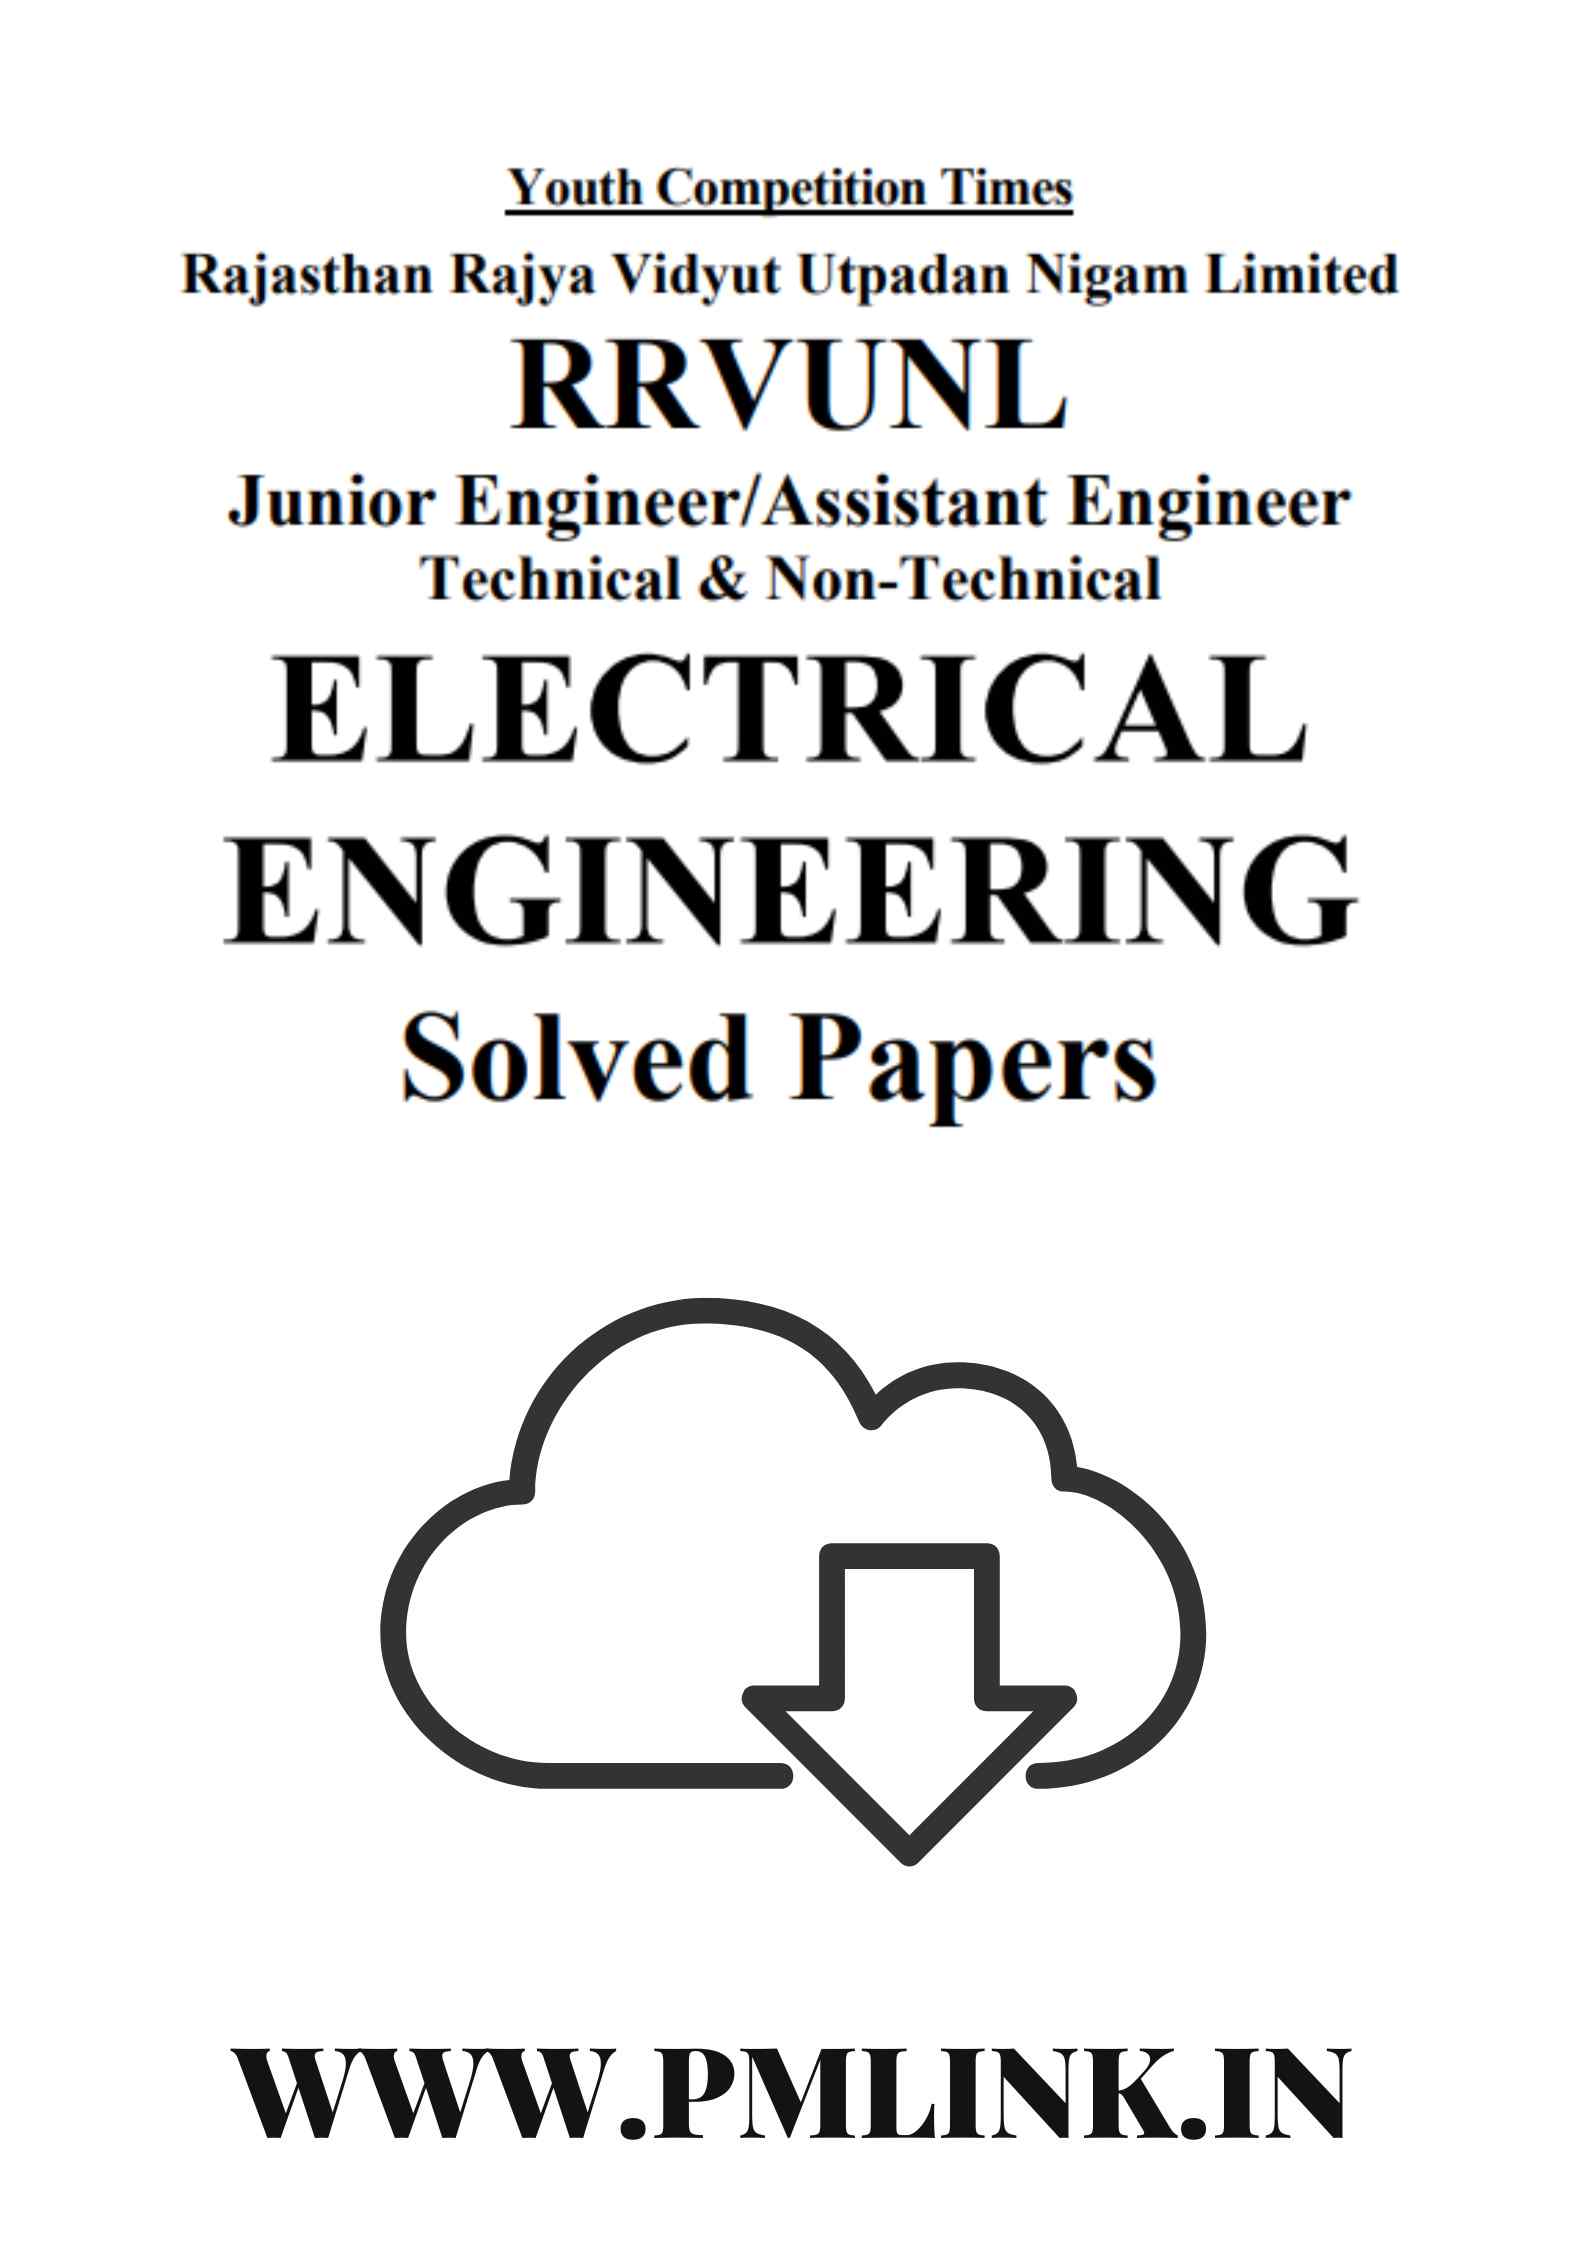 Youth Competition Times
Rajasthan Rajya Vidyut Utpadan Nigam Limited
RRVUNL
Junior Engineer/Assistant Engineer
Technical & Non-Technical
ELECTRICAL
ENGINEERING
Solved Papers
WWW.PMLINK.IN